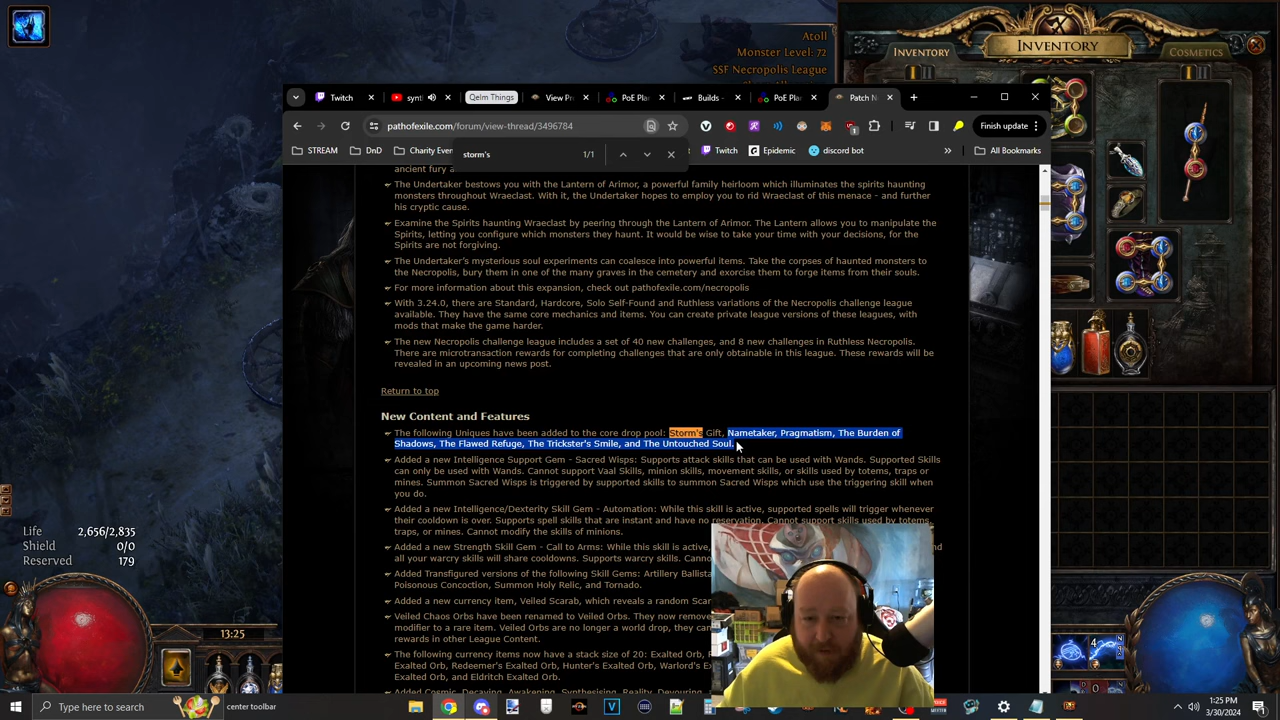 Atoll
Monster Level: 72
SSF Necropolis League
INVENTORY
INVENTORY
COSMETICS
Twitch
Qelm Things
View Pr
PoE Plar
Builds -
PoE Plar
Patch N
pathofexile.com/forum/view-thread/3496784
Finish update
STREAM
DnD
Charity Even
storm's
1/1
Twitch
Epidemic
discord bot
All Bookmarks
ancient fury a
The Undertaker bestows you with the Lantern of Arimor, a powerful family heirloom which illuminates the spirits haunting
monsters throughout Wraeclast. With it, the Undertaker hopes to employ you to rid Wraeclast of this menace - and further
his cryptic cause.
Examine the Spirits haunting Wraeclast by peering through the Lantern of Arimor. The Lantern allows you to manipulate the
Spirits, letting you configure which monsters they haunt. It would be wise to take your time with your decisions, for the
Spirits are not forgiving.
The Undertaker's mysterious soul experiments can coalesce into powerful items. Take the corpses of haunted monsters to
the Necropolis, bury them in one of the many graves in the cemetery and exorcise them to forge items from their souls.
For more information about this expansion, check out pathofexile.com/necropolis
With 3.24.0, there are Standard, Hardcore, Solo Self-Found and Ruthless variations of the Necropolis challenge league
available. They have the same core mechanics and items. You can create private league versions of these leagues, with
mods that make the game harder.
The new Necropolis challenge league includes a set of 40 new challenges, and 8 new challenges in Ruthless Necropolis.
There are microtransaction rewards for completing challenges that are only obtainable in this league. These rewards will be
revealed in an upcoming news post.
Return to top
New Content and Features
The following Uniques have been added to the core drop pool: Storm's Gift, Nametaker, Pragmatism, The Burden of
Shadows, The Flawed Refuge, The Trickster's Smile, and The Untouched Soul.
Added a new Intelligence Support Gem - Sacred Wisps: Supports attack skills that can be used with Wands. Supported Skills
can only be used with Wands. Cannot support Vaal Skills, minion skills, movement skills, or skills used by totems, traps or
mines. Summon Sacred Wisps is triggered by supported skills to summon Sacred Wisps which use the triggering skill when
you do.
Added a new Intelligence/Dexterity Skill Gem - Automation: While this skill is active, supported spells will trigger whenever
their cooldown is over. Supports spell skills that are instant and have no reservation. Cannot support skills used by totems,
traps, or mines. Cannot modify the skills of minions.
Added a new Strength Skill Gem - Call to Arms: While this skill is active,
all your warcry skills will share cooldowns. Supports warcry skills. Canno
Added Transfigured versions of the following Skill Gems: Artillery Ballista
Poisonous Concoction, Summon Holy Relic, and Tornado.
Added a new currency item, Veiled Scarab, which reveals a random Scar
Veiled Chaos Orbs have been renamed to Veiled Orbs. They now remove
modifier to a rare item. Veiled Orbs are no longer a world drop, they can
rewards in other League Content.
The following currency items now have a stack size of 20: Exalted Orb,
Exalted Orb, Redeemer's Exalted Orb, Hunter's Exalted Orb, Warlord's Ex
Exalted Orb, and Eldritch Exalted Orb.
Added Cosmic, Decaying, Awakening, Synthesising, Reality, Devouring,
Life 2,656/2,835
Shield 0/0
Reserved 179
13:25
Type here to search
center toolbar
1:25 PM
3/30/2024